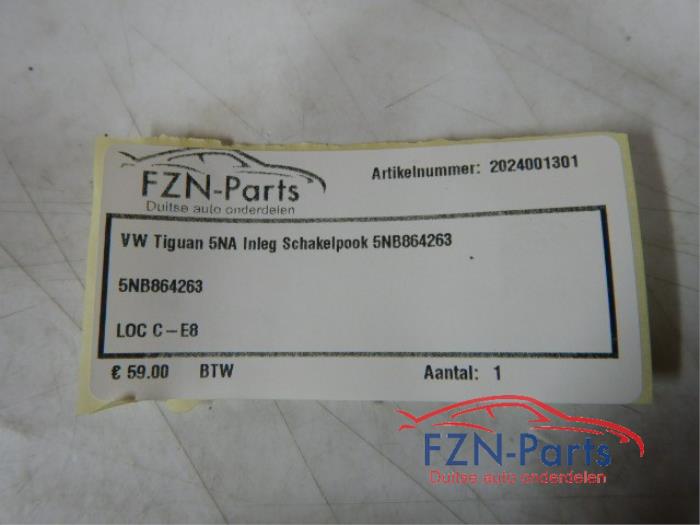 FZN-Parts
Duitse auto onderdelen
Artikelnummer: 2024001301
VW Tiguan 5NA Inleg Schakelpook 5NB864263
5NB864263
LOC C-E8
€ 59.00 BTW Aantal: 1
FZN-Parts
Duitse auto onderdelen